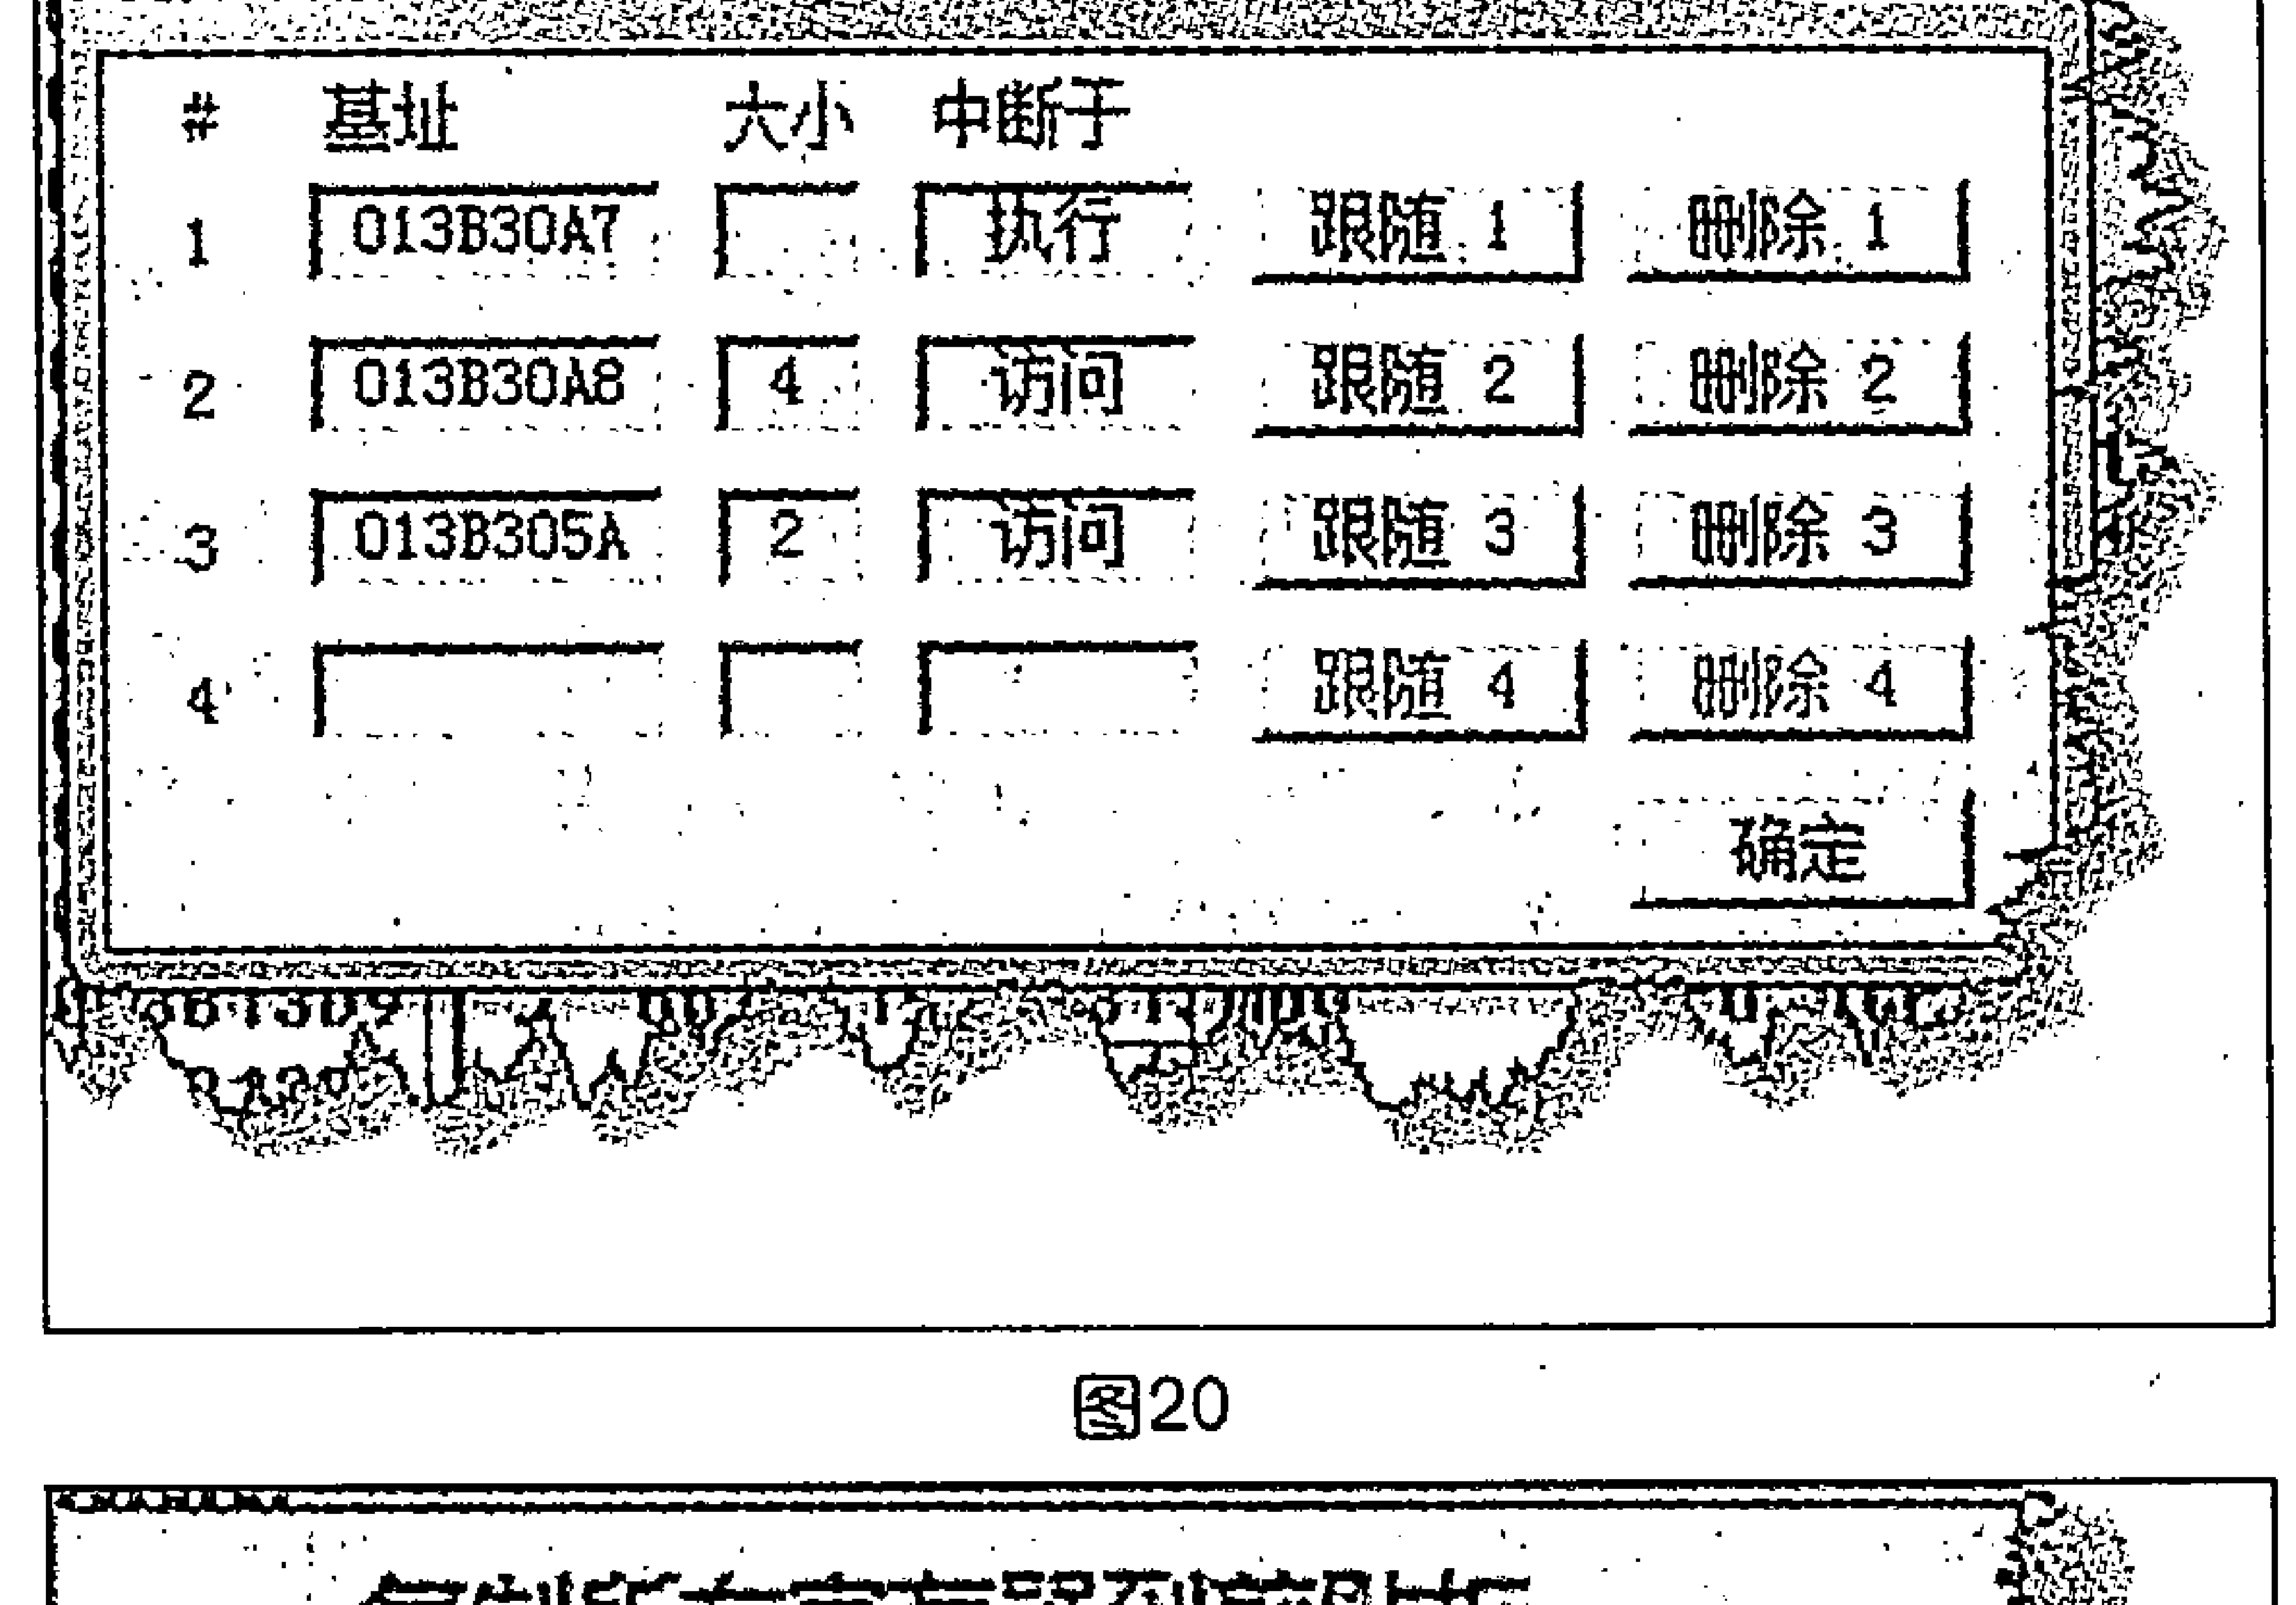 # 基址 大小 中断于
1 013B30A7 执行 跟随 1 删除 1
2 013B30A8 4 访问 跟随 2 删除 2
3 013B305A 2 访问 跟随 3 删除 3
4 跟随 4 删除 4
确定
图20